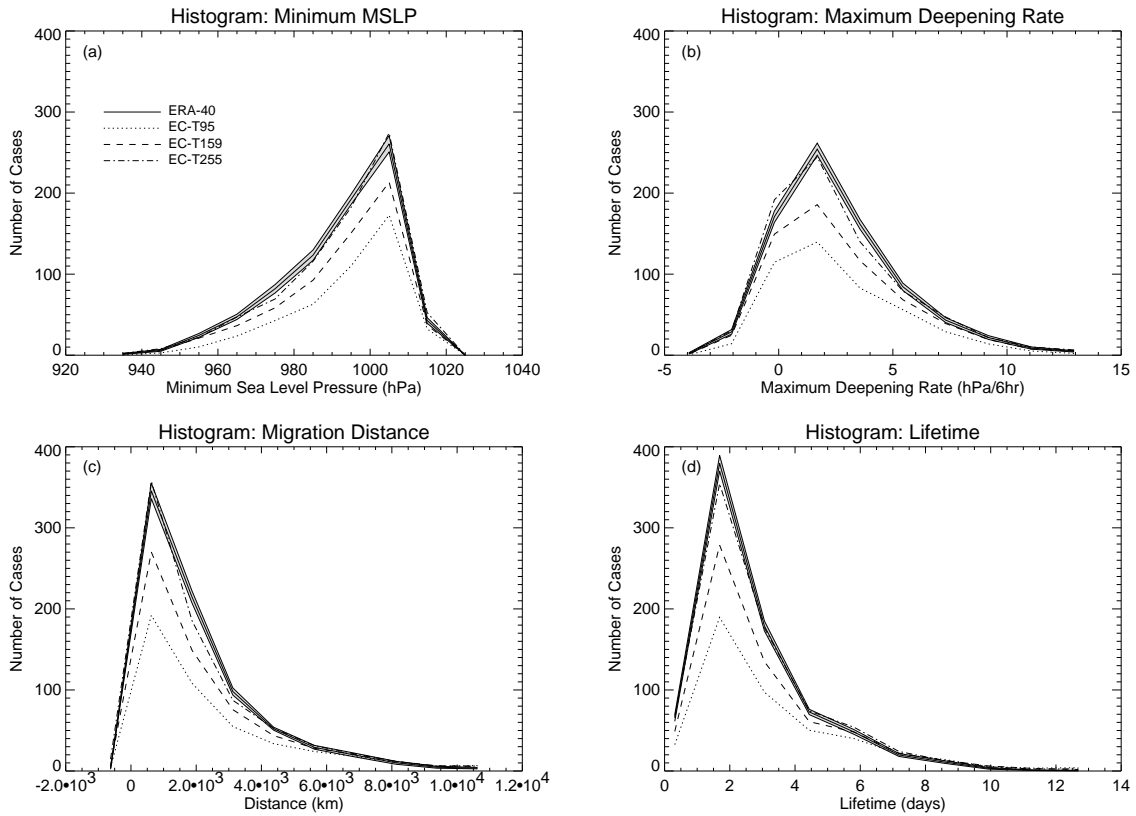 Histogram: Minimum MSLP
(a)
400
300
200
100
0
Number of Cases
ERA-40
EC-T95
EC-T159
EC-T255
920 940 960 980 1000 1020 1040
Minimum Sea Level Pressure (hPa)
Histogram: Maximum Deepening Rate
(b)
400
300
200
100
0
Number of Cases
-5 0 5 10 15
Maximum Deepening Rate (hPa/6hr)
Histogram: Migration Distance
(c)
400
300
200
100
0
Number of Cases
-2.0•10³ 0 2.0•10³ 4.0•10³ 6.0•10³ 8.0•10³ 1.0•10⁴ 1.2•10⁴
Distance (km)
Histogram: Lifetime
(d)
400
300
200
100
0
Number of Cases
0 2 4 6 8 10 12 14
Lifetime (days)